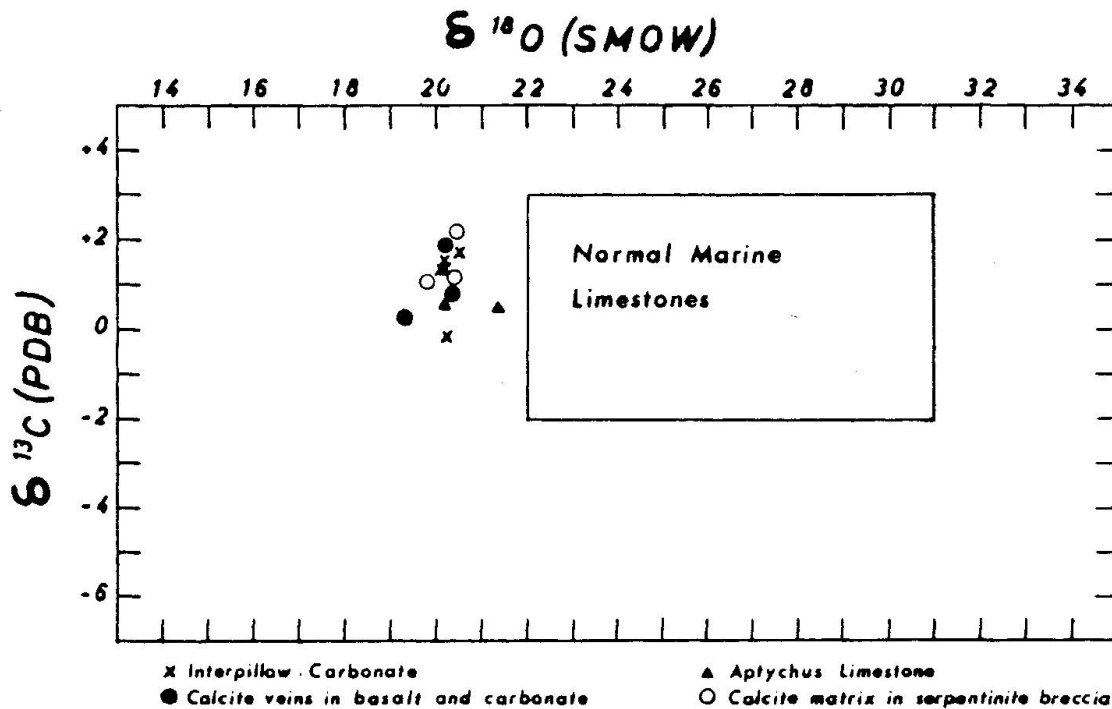 δ ¹⁸O (SMOW)
14 16 18 20 22 24 26 28 30 32 34
+4
+2
0
-2
-4
-6
δ ¹³C (PDB)
Normal Marine
Limestones
x Interpillow Carbonate
● Calcite veins in basalt and carbonate
▲ Aptychus Limestone
○ Calcite matrix in serpentinite breccia